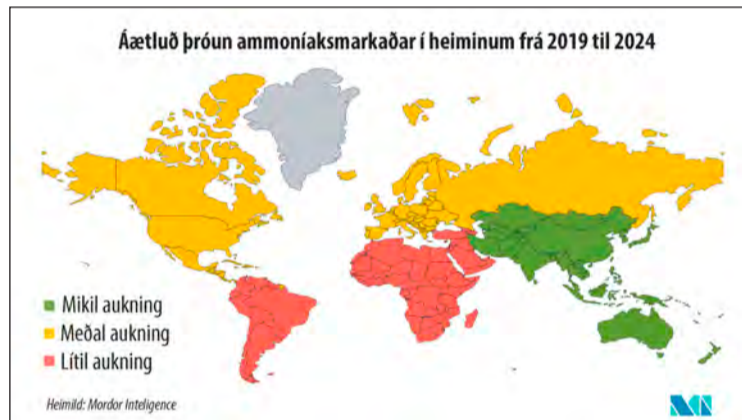 Áætluð þróun ammoníaksmarkaðar í heiminum frá 2019 til 2024
Mikil aukning
Meðal aukning
Lítil aukning
Heimild: Mordor Inteligence